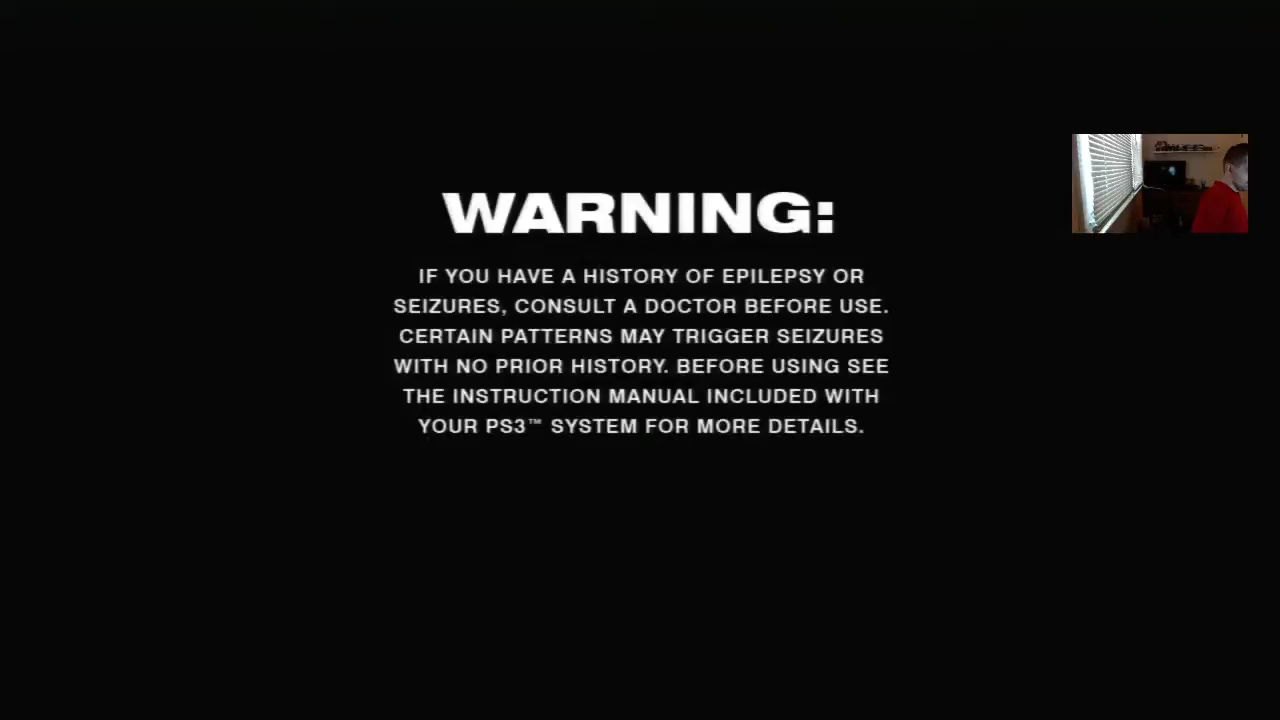 WARNING:
IF YOU HAVE A HISTORY OF EPILEPSY OR
SEIZURES, CONSULT A DOCTOR BEFORE USE.
CERTAIN PATTERNS MAY TRIGGER SEIZURES
WITH NO PRIOR HISTORY. BEFORE USING SEE
THE INSTRUCTION MANUAL INCLUDED WITH
YOUR PS3™ SYSTEM FOR MORE DETAILS.